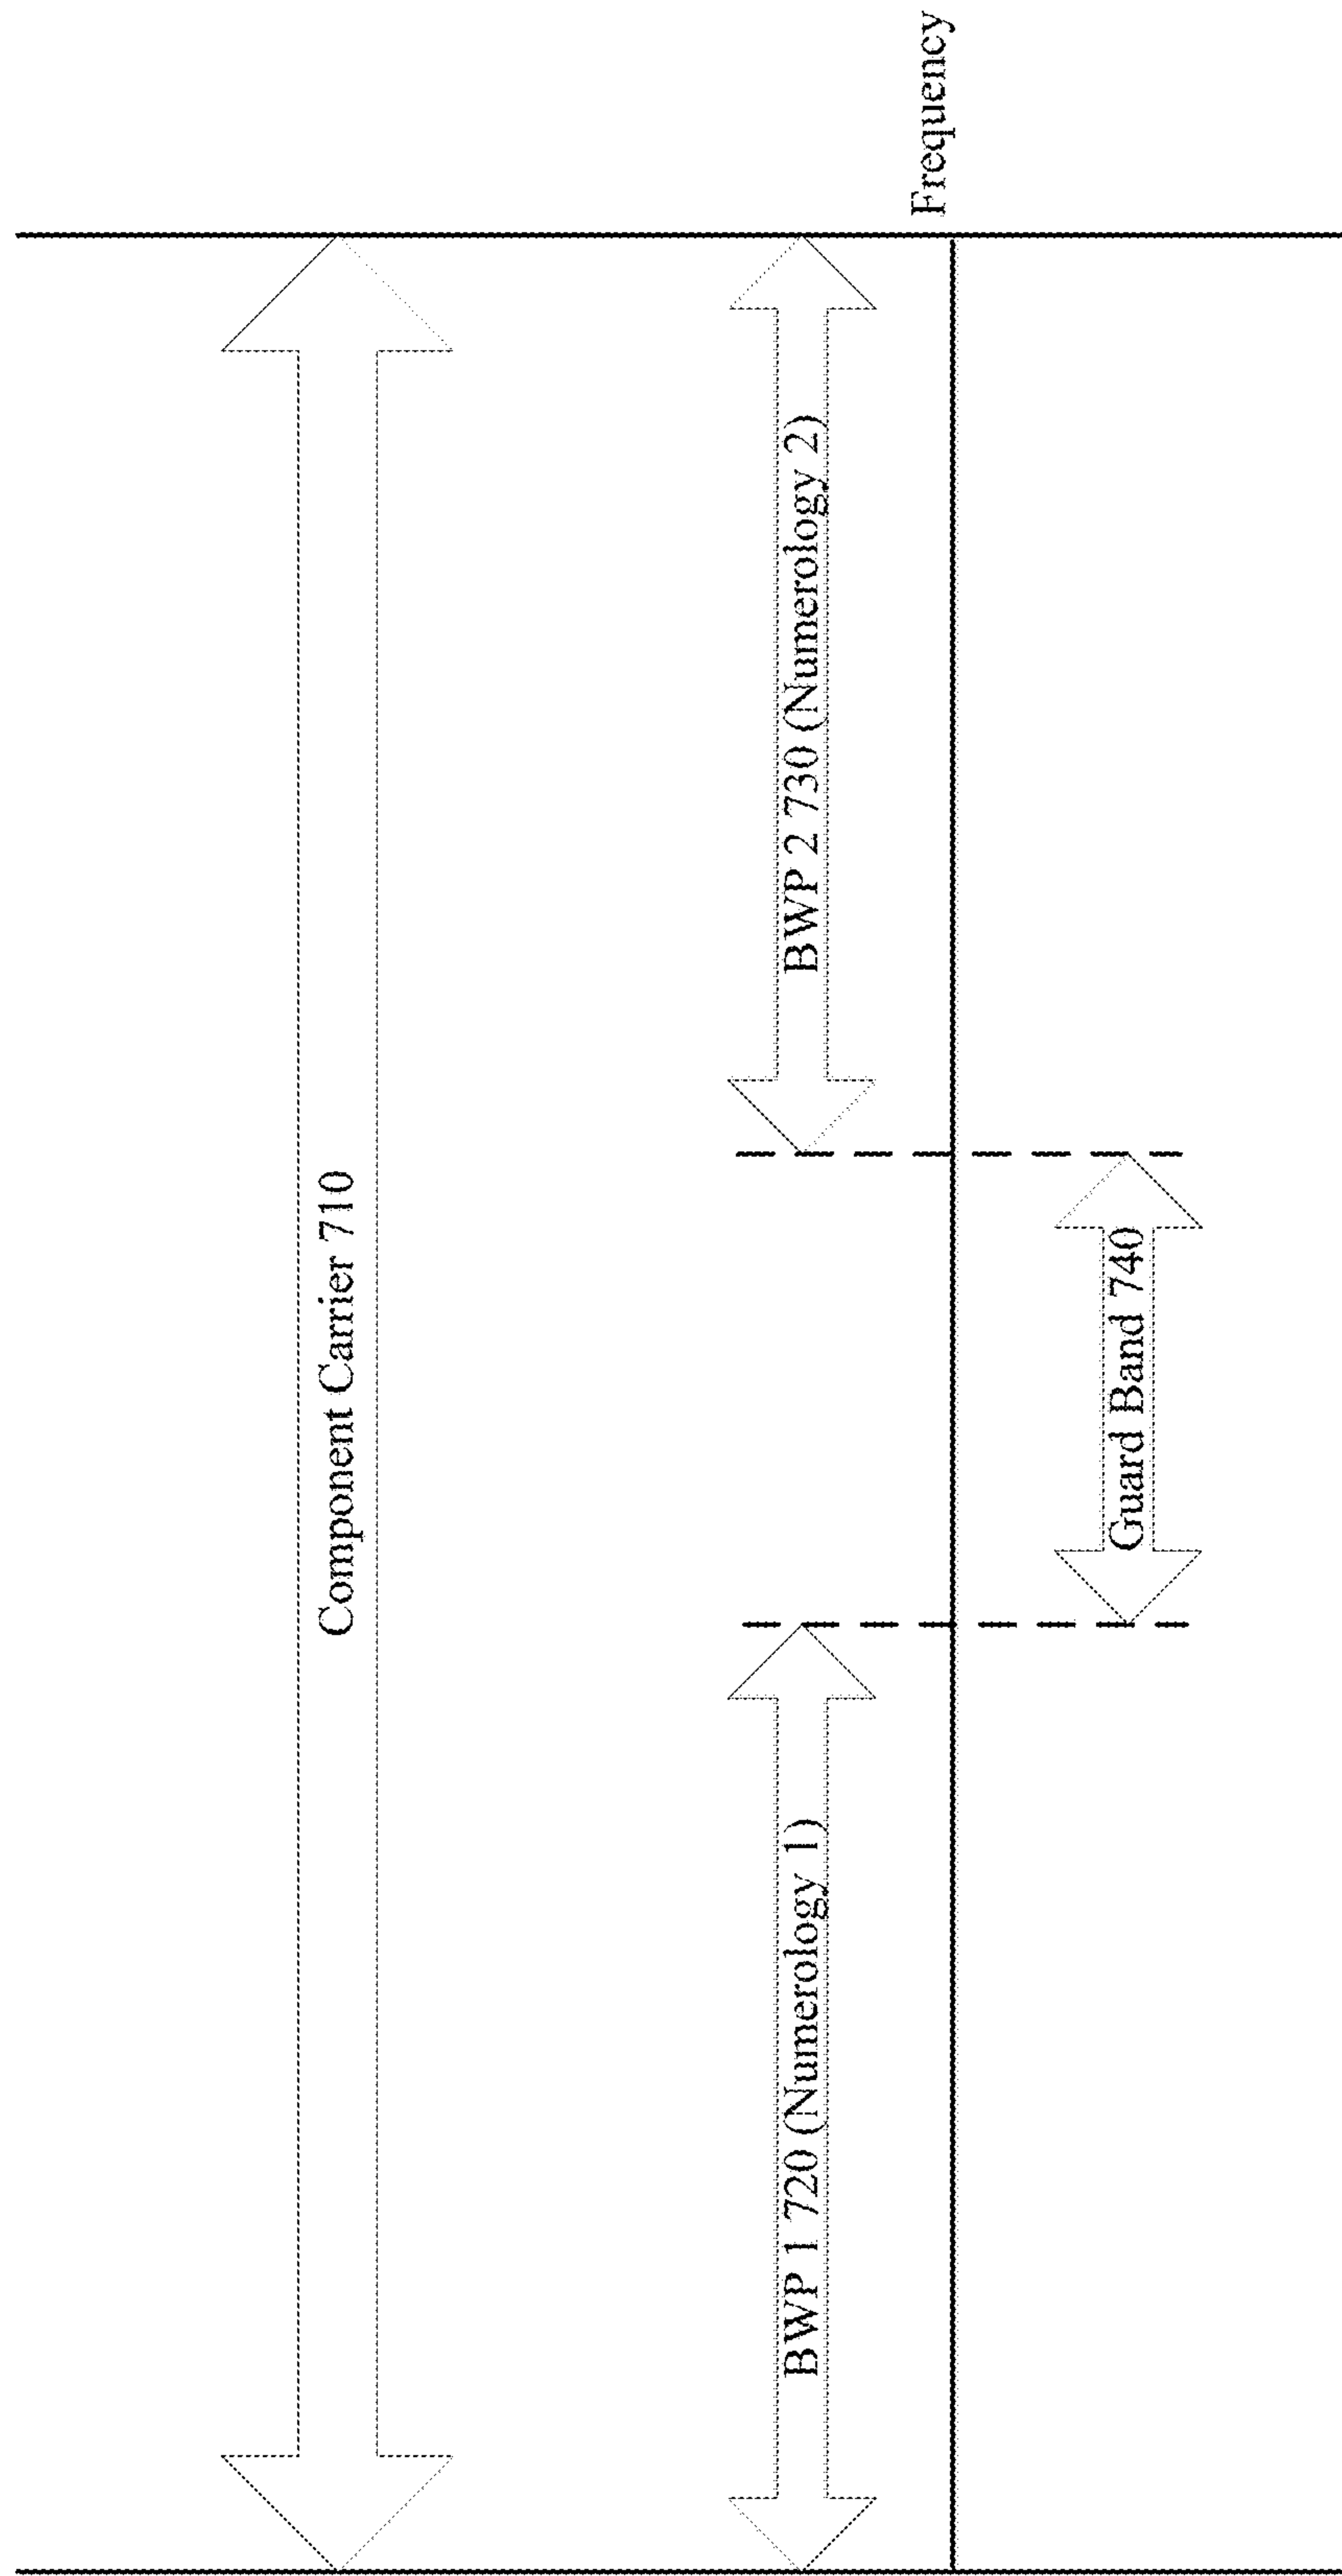 Component Carrier 710
BWP 1 720 (Numerology 1)
BWP 2 730 (Numerology 2)
Frequency
Guard Band 740